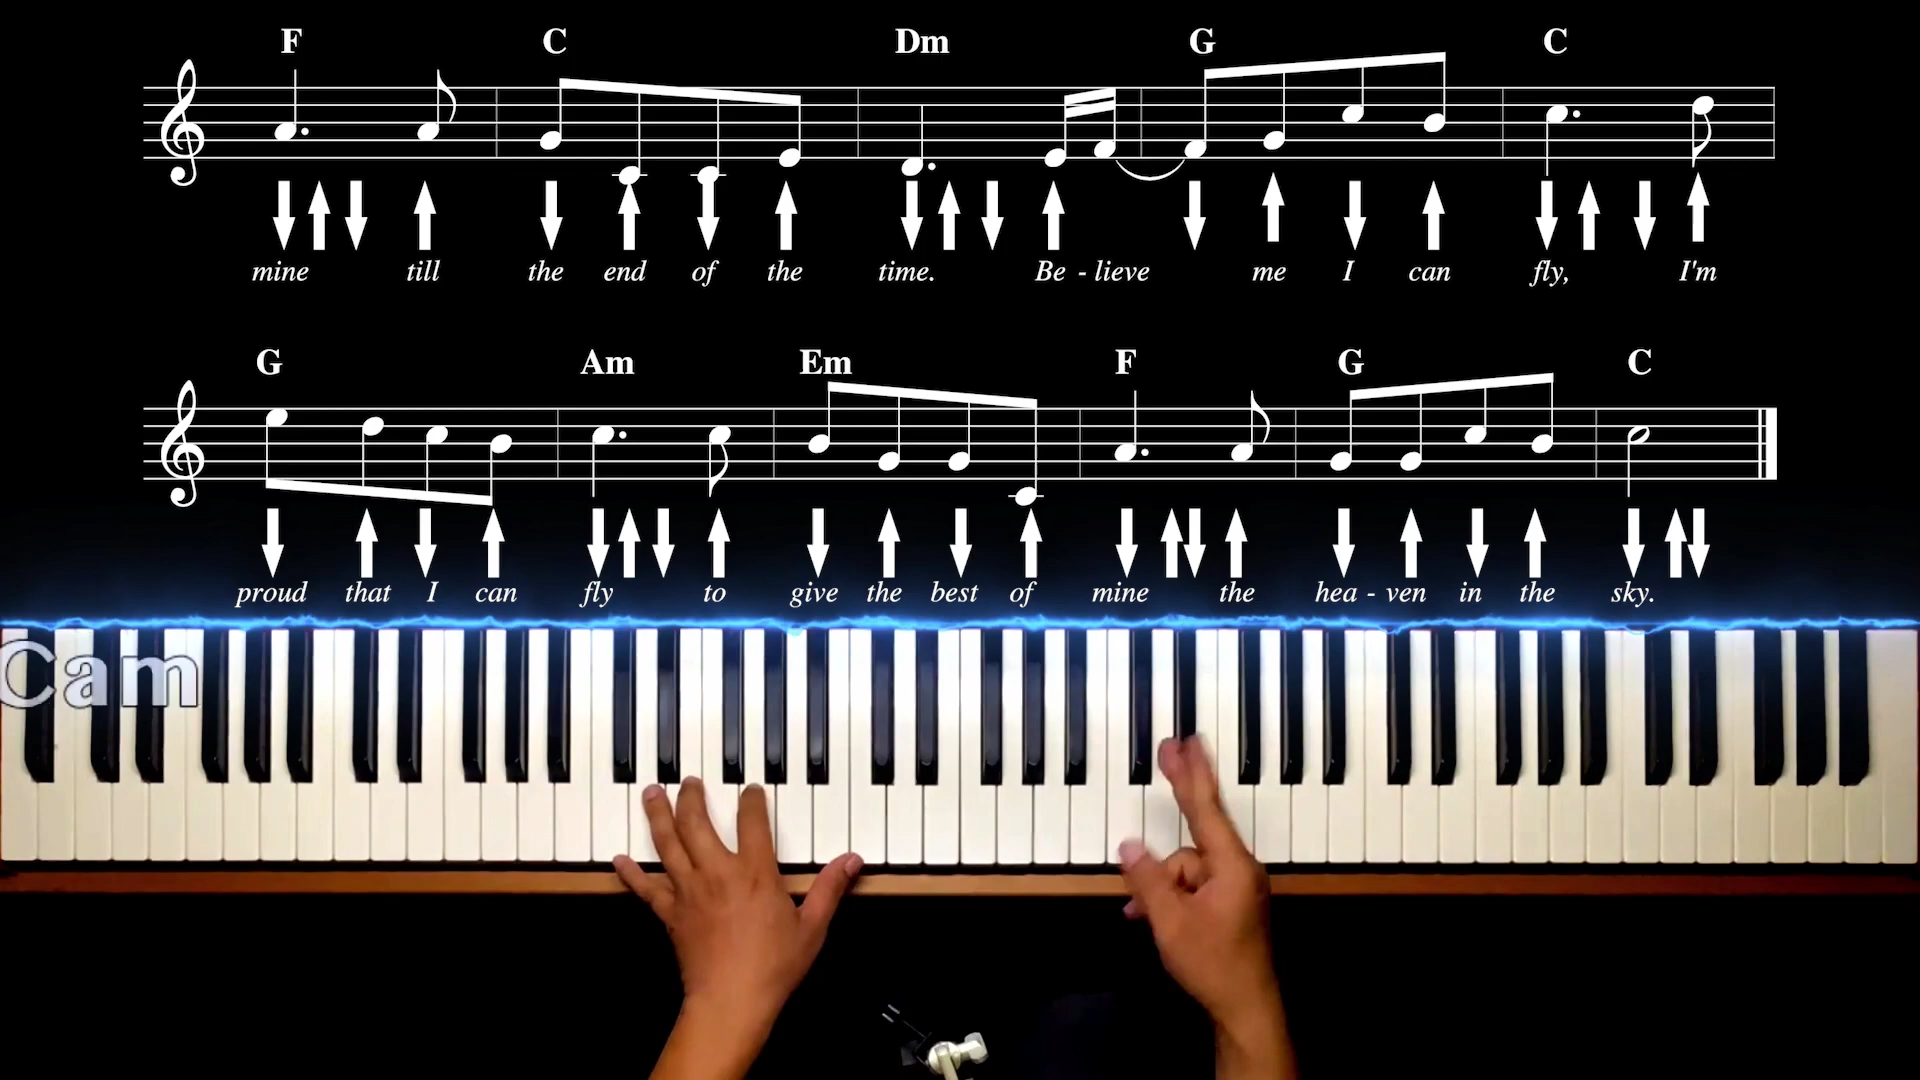 F C Dm G C
mine till the end of the time. Be - lieve me I can fly, I'm
G Am Em F G C
proud that I can fly to give the best of mine the hea - ven in the sky.
Cam